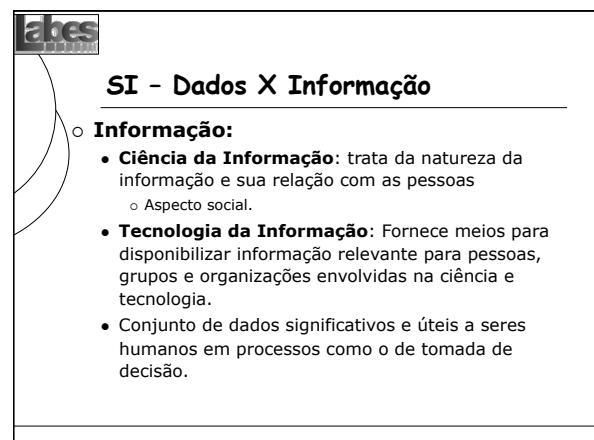 Labes
SI – Dados X Informação
○ Informação:
• Ciência da Informação: trata da natureza da
informação e sua relação com as pessoas
○ Aspecto social.
• Tecnologia da Informação: Fornece meios para
disponibilizar informação relevante para pessoas,
grupos e organizações envolvidas na ciência e
tecnologia.
• Conjunto de dados significativos e úteis a seres
humanos em processos como o de tomada de
decisão.